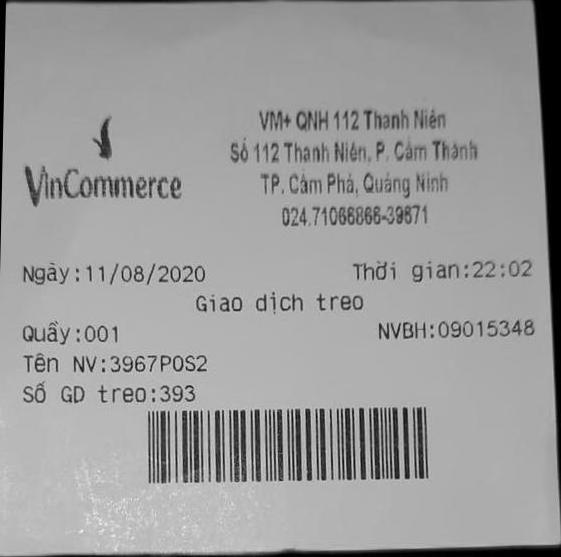 VM+ QNH 112 Thanh Niên
Số 112 Thanh Niên, P. Cẩm Thành
TP. Cẩm Phả, Quảng Ninh
024.71066866-39671
VinCommerce
Ngày:11/08/2020 Thời gian:22:02
Giao dịch treo
Quầy:001 NVBH:09015348
Tên NV:3967POS2
Số GD treo:393